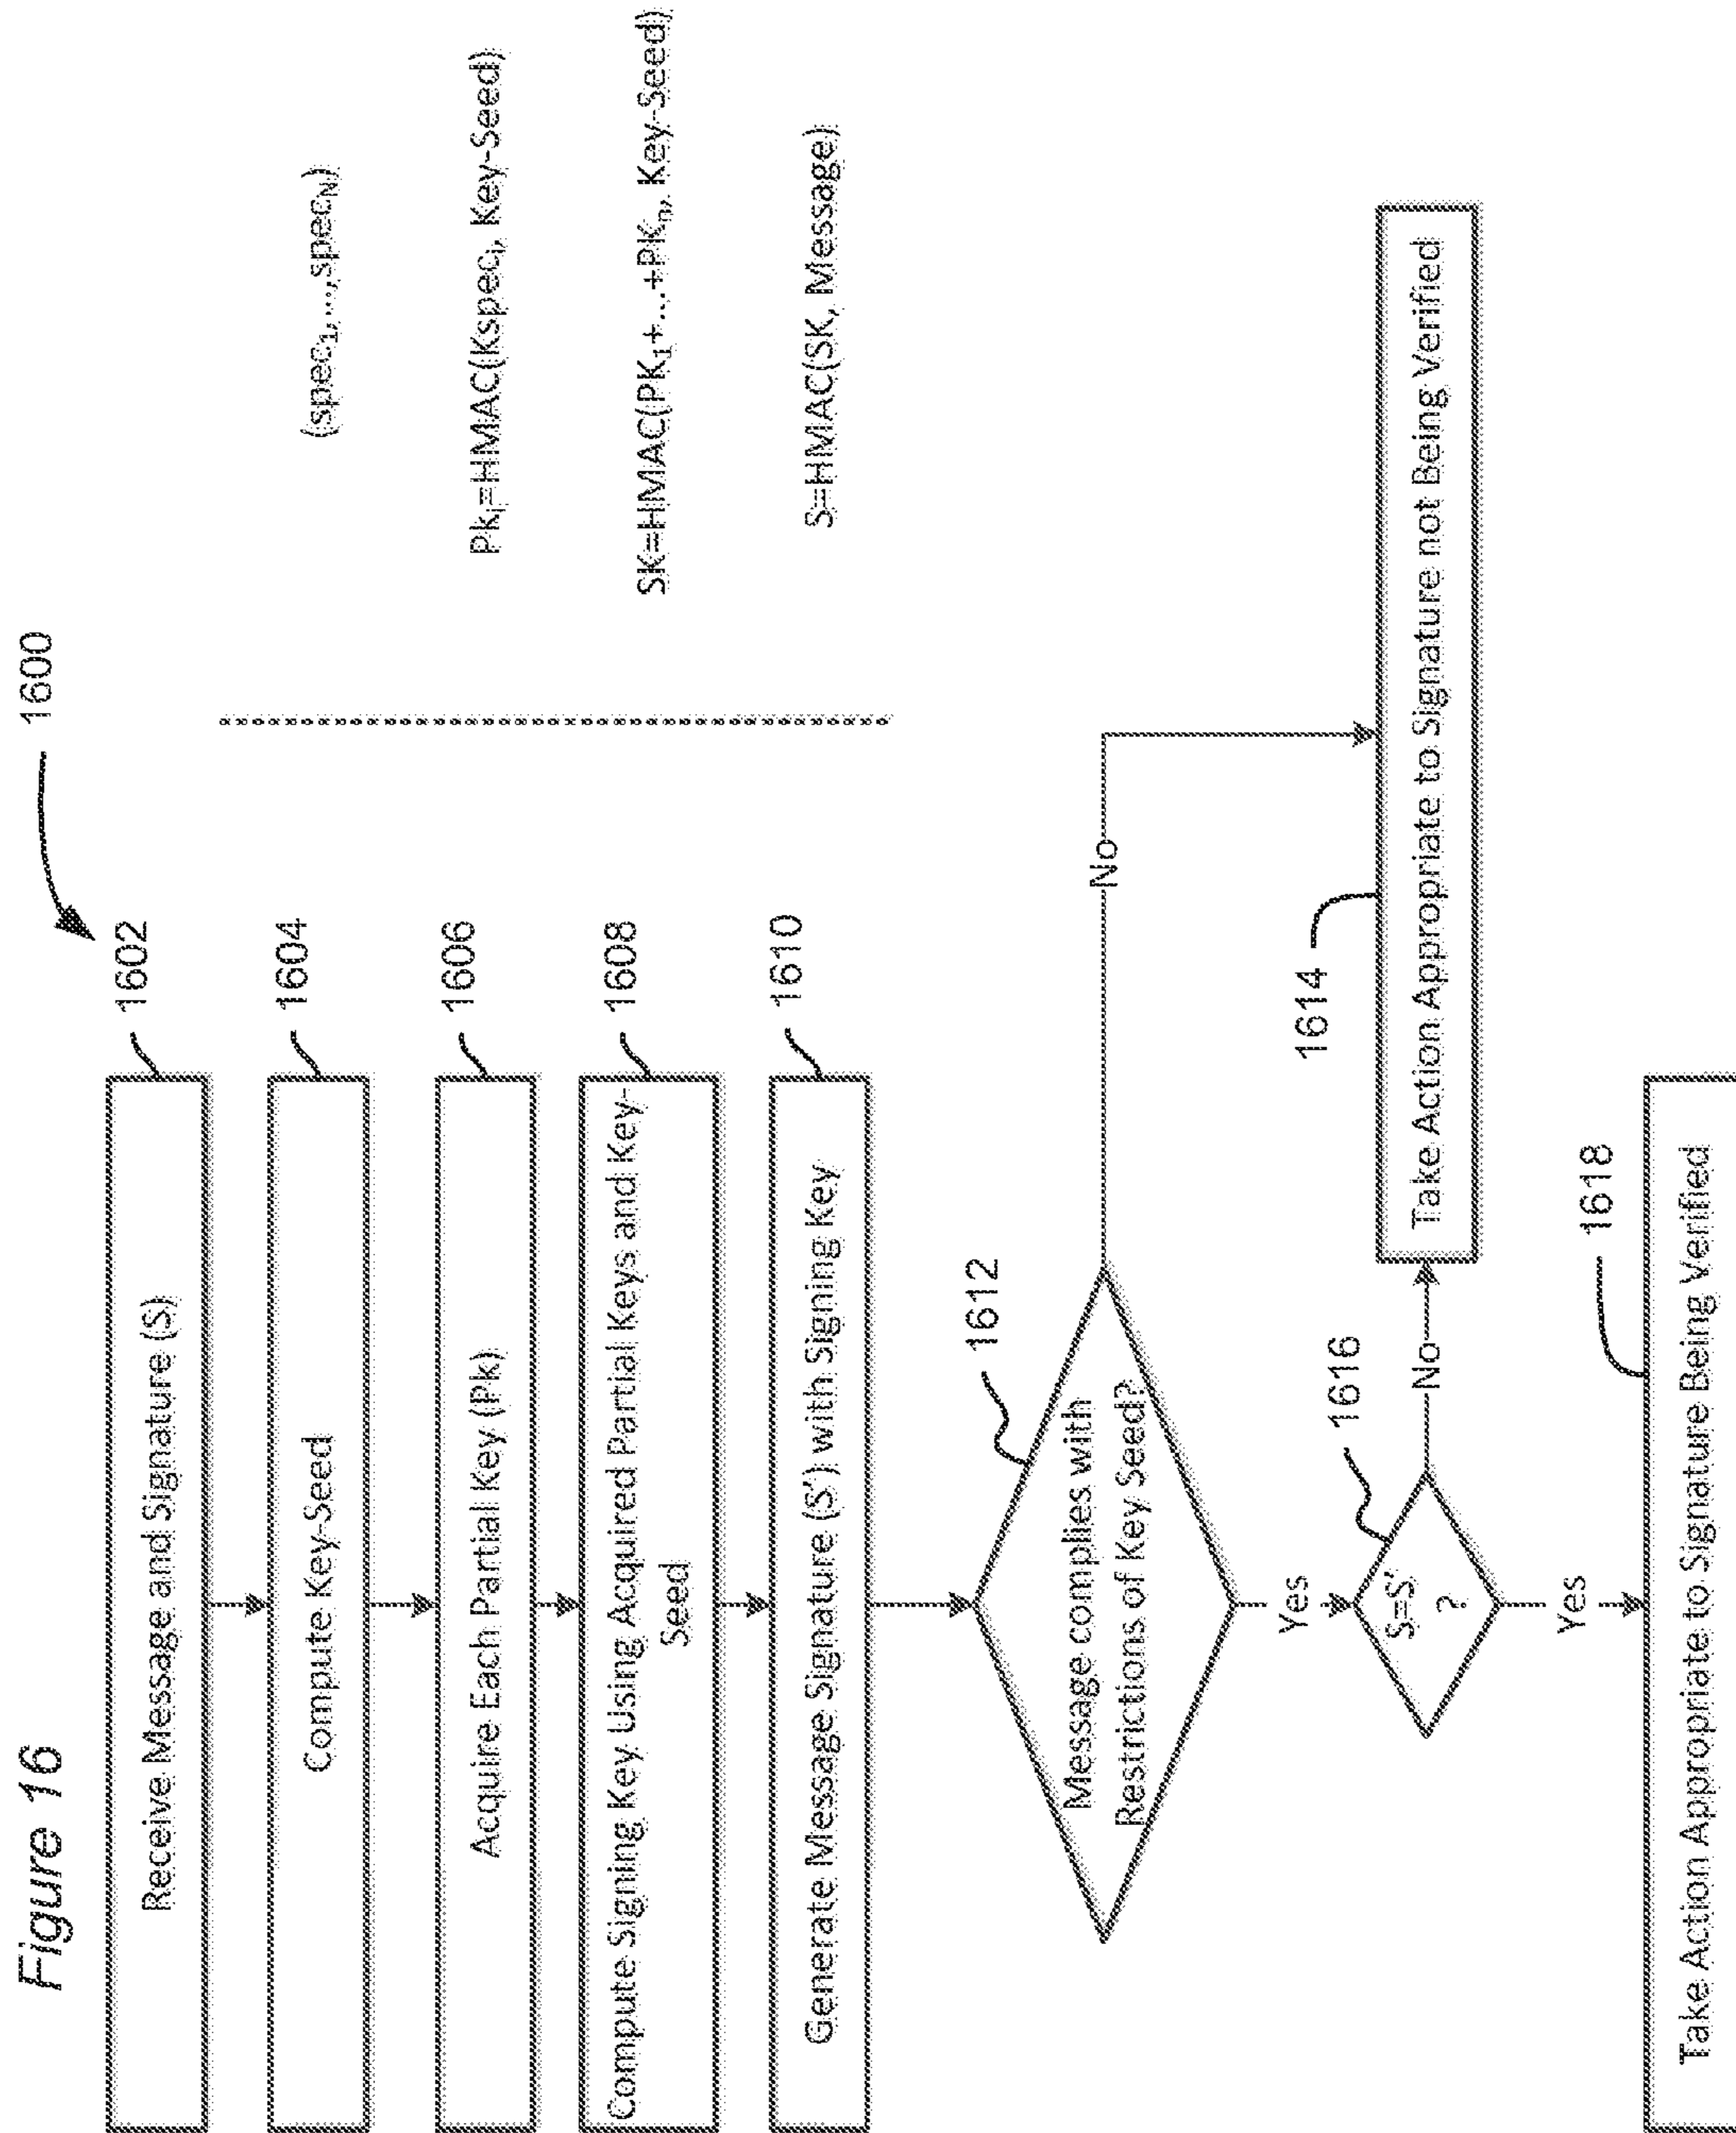 Figure 16
1600
Receive Message and Signature (S)
1602
Compute Key-Seed
1604
(spec₁,...,specₙ)
Acquire Each Partial Key (Pk)
1606
Pkᵢ=HMAC(Kspecᵢ, Key-Seed)
Compute Signing Key Using Acquired Partial Keys and Key-
Seed
1608
SK=HMAC(PK₁+...+PKₙ, Key-Seed)
Generate Message Signature (S') with Signing Key
1610
S=HMAC(SK, Message)
Message complies with
Restrictions of Key Seed?
1612
No
Yes
1614
Take Action Appropriate to Signature not Being Verified
S=S'
?
1616
No
Yes
1618
Take Action Appropriate to Signature Being Verified